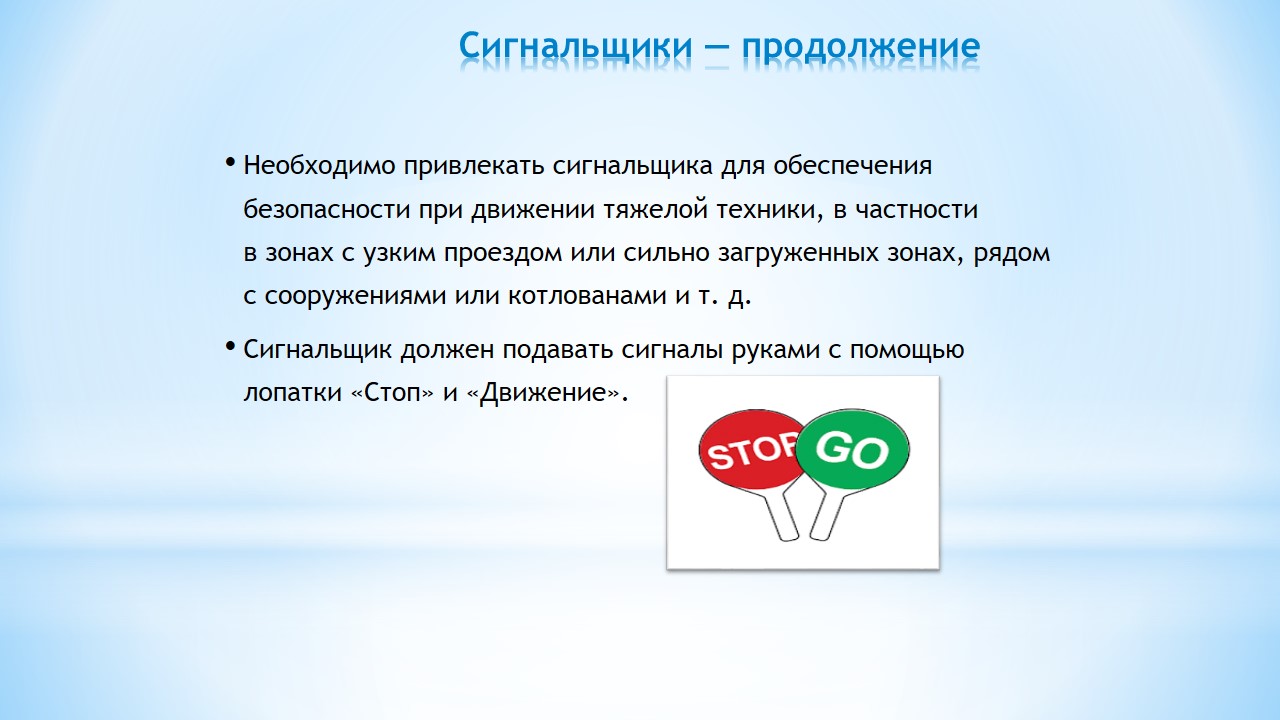 Сигнальщики — продолжение
• Необходимо привлекать сигнальщика для обеспечения
безопасности при движении тяжелой техники, в частности
в зонах с узким проездом или сильно загруженных зонах, рядом
с сооружениями или котлованами и т. д.
• Сигнальщик должен подавать сигналы руками с помощью
лопатки «Стоп» и «Движение».
STOP GO